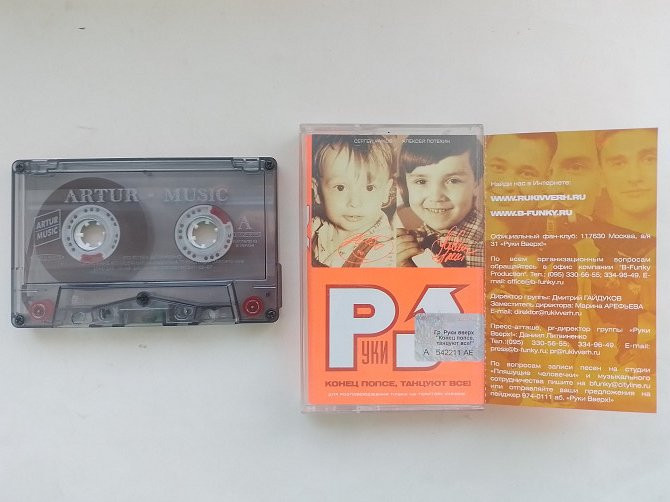 ARTUR - MUSIC
ARTUR
MUSIC
A
СЕРГЕЙ ЖУКОВ
АЛЕКСЕЙ ПОТЕХИН
Р
УКИ
Гр. Руки вверх
"Конец попсе,
танцуют все!"
А 542211 АЕ
КОНЕЦ ПОПСЕ, ТАНЦУЮТ ВСЕ!
Найди нас в Интернете:
WWW.RUKIVVERH.RU
WWW.B-FUNKY.RU
Официальный фан-клуб: 117630 Москва, а/я
31 «Руки Вверх!»
По всем организационным вопросам
обращайтесь в офис компании "B-Funky
Production". Тел.: (095) 330-56-55; 334-96-49. E-
mail: office@b-funky.ru
Директор группы: Дмитрий ГАЙДУКОВ
Заместитель директора: Марина АРЕФЬЕВА
E-mail: direktor@rukivverh.ru
Пресс-атташе, pr-директор группы «Руки
Вверх!»: Даниил Литвиненко
Тел.:(095) 330-56-55; 334-96-49. E-mail:
press@b-funky.ru; pr@rukivverh.ru
По вопросам записи песен на студии
«Пляшущие человечки» и музыкального
сотрудничества пишите на bfunky@cityline.ru
или отправляйте ваши предложения на
пейджер 974-0111 аб. «Руки Вверх!»